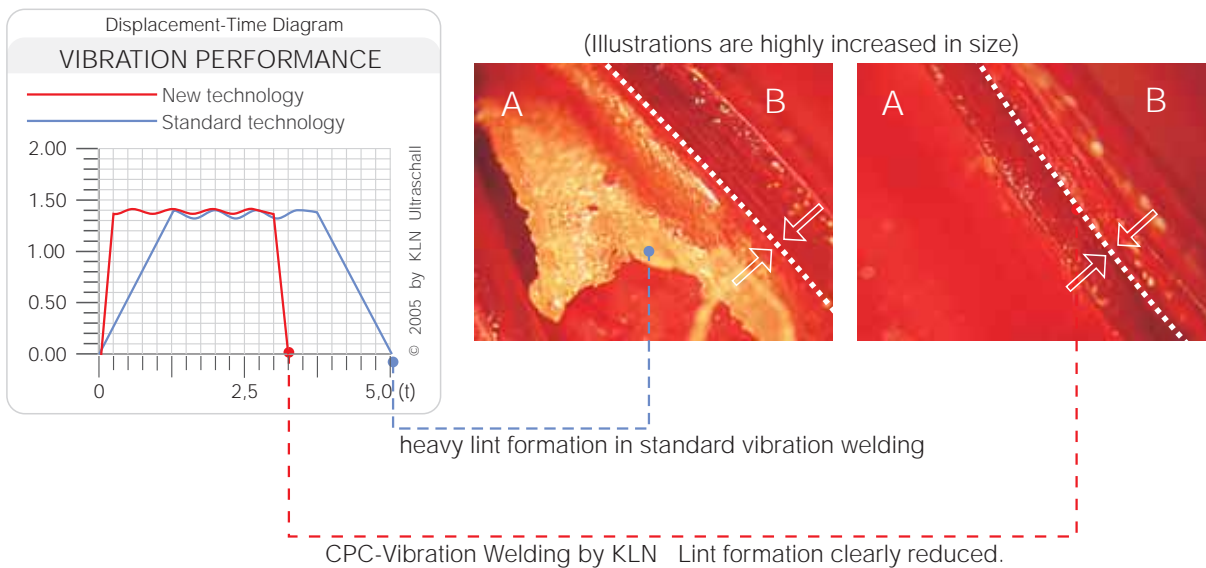 Displacement-Time Diagram
VIBRATION PERFORMANCE
New technology
Standard technology
2.00
1.50
1.00
0.50
0.00
0
2,5
5,0 (t)
© 2005 by KLN Ultraschall
(Illustrations are highly increased in size)
A
B
A
B
heavy lint formation in standard vibration welding
CPC-Vibration Welding by KLN Lint formation clearly reduced.